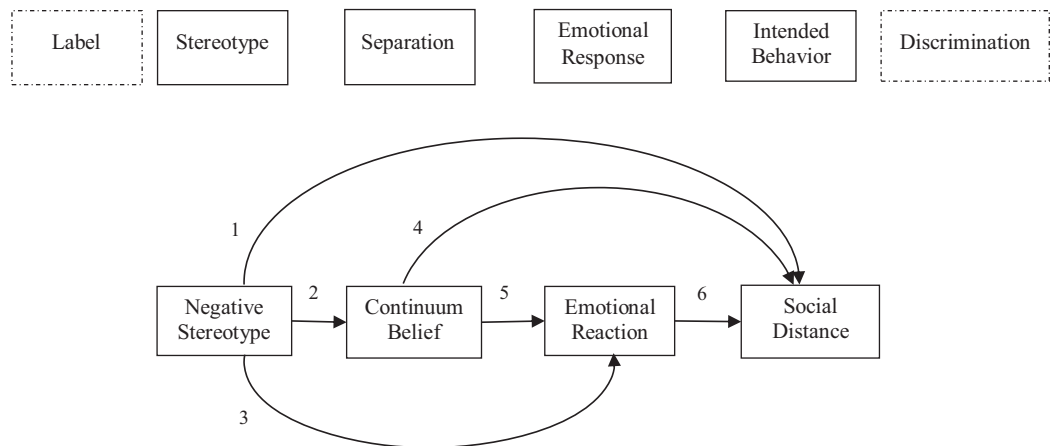 Label
Stereotype
Separation
Emotional
Response
Intended
Behavior
Discrimination
1
4
2
5
6
Negative
Stereotype
Continuum
Belief
Emotional
Reaction
Social
Distance
3